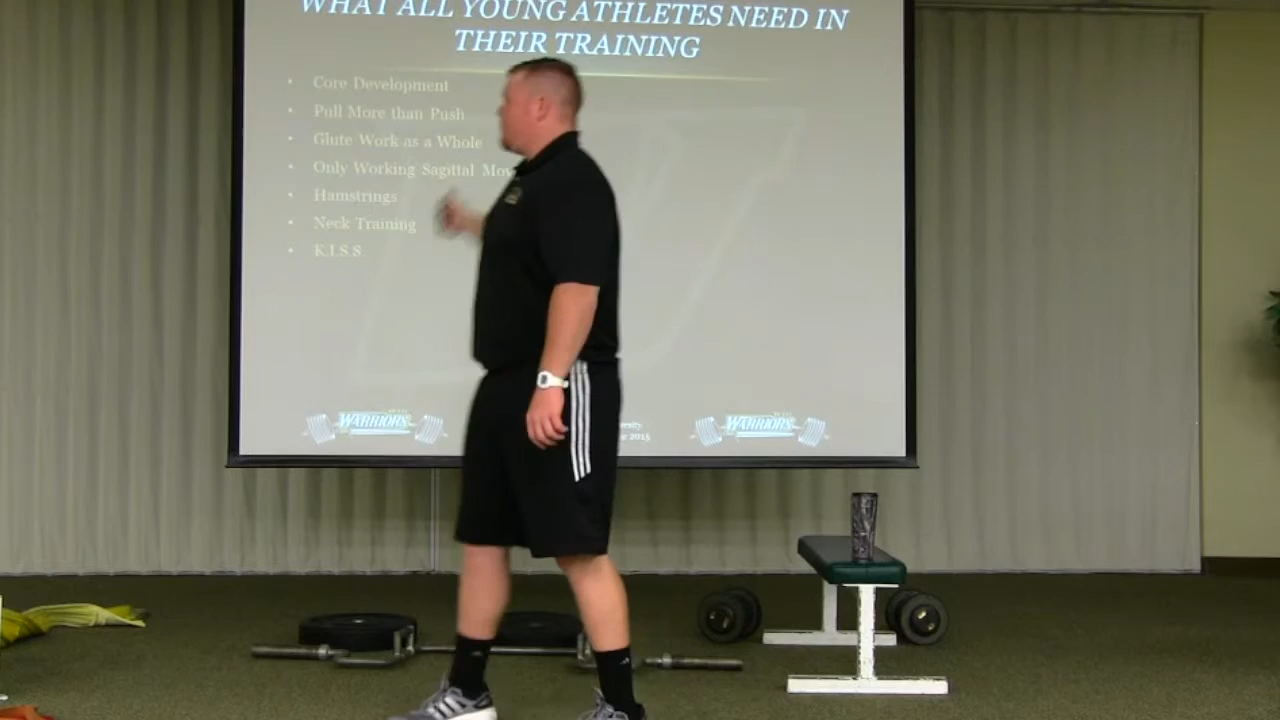 WHAT ALL YOUNG ATHLETES NEED IN
THEIR TRAINING
• Core Development
• Pull More than Push
• Glute Work as a Whole
• Only Working Sagittal Mov
• Hamstrings
• Neck Training
• K.I.S.S.
WARRIORS
2015
WARRIORS